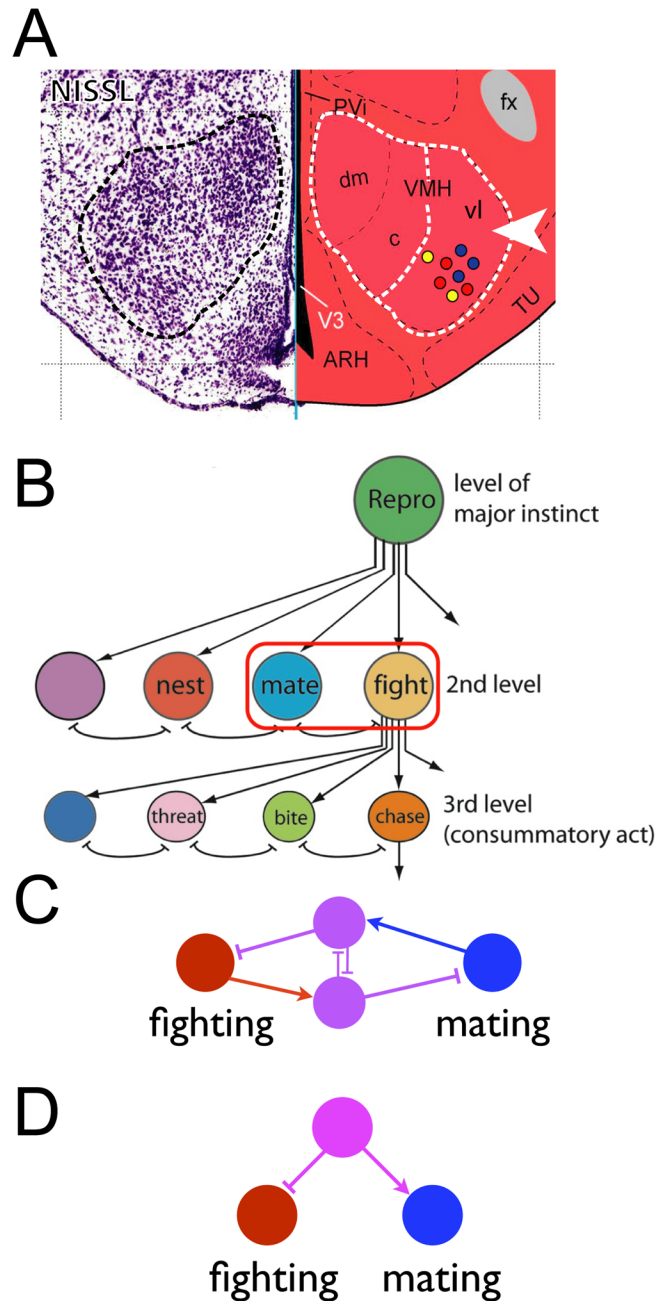 A
NISSL
PVi
fx
dm
VMH
vl
c
V3
TU
ARH
B
Repro
level of
major instinct
nest
mate
fight
2nd level
threat
bite
chase
3rd level
(consummatory act)
C
fighting
mating
D
fighting
mating